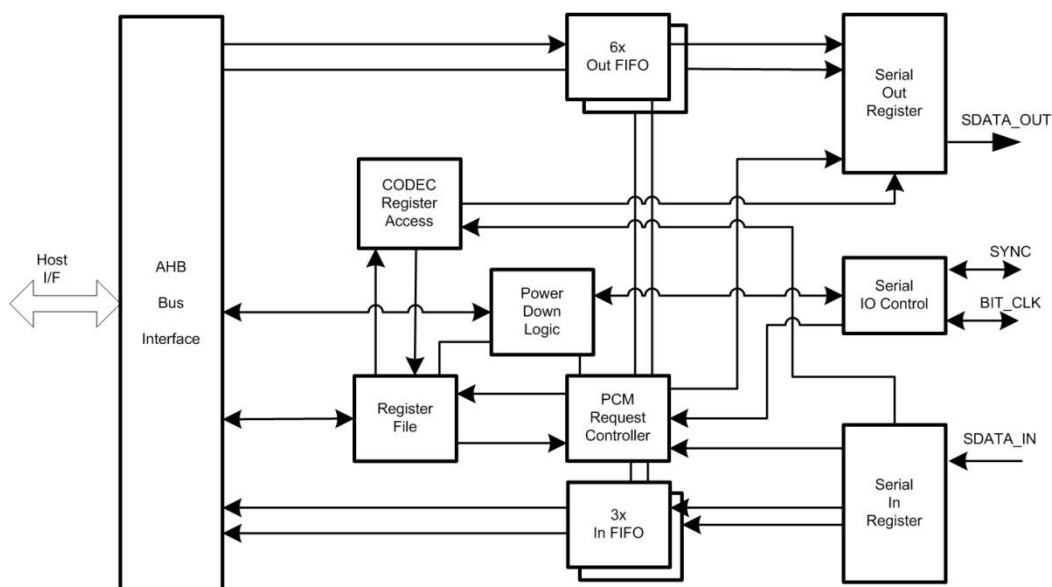 6x
Out FIFO
Serial
Out
Register
SDATA_OUT
CODEC
Register
Access
Host
I/F
AHB
Bus
Interface
Power
Down
Logic
Serial
IO Control
SYNC
BIT_CLK
Register
File
PCM
Request
Controller
SDATA_IN
Serial
In
Register
3x
In FIFO